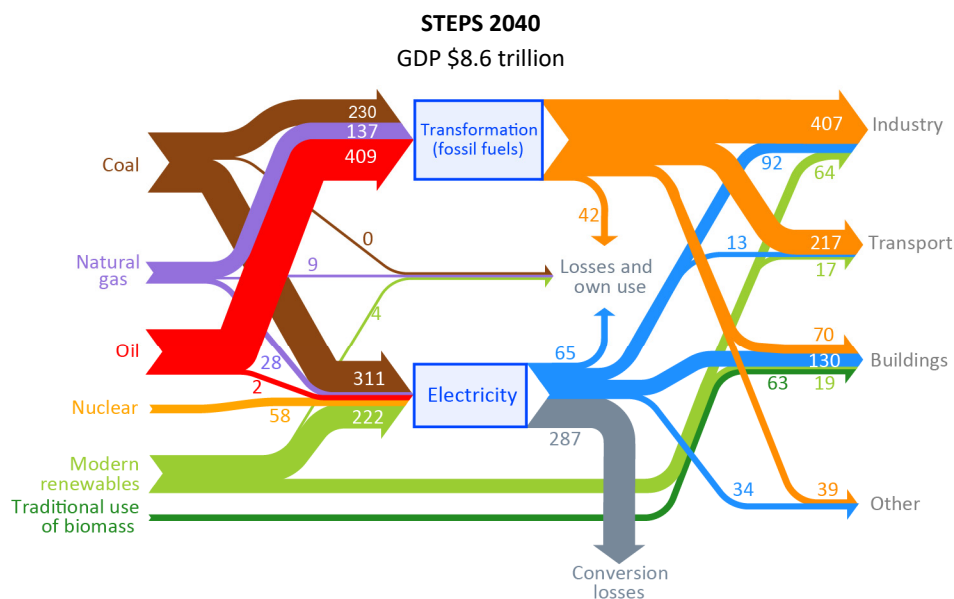 STEPS 2040
GDP $8.6 trillion
230
137
409
Transformation
(fossil fuels)
407
Industry
Coal
92
64
42
0
13
217
Transport
17
Natural
gas
9
Losses and
own use
4
Oil
28
65
70
130
Buildings
2
311
63
19
Electricity
Nuclear
58
222
287
Modern
renewables
34
39
Other
Traditional use
of biomass
Conversion
losses